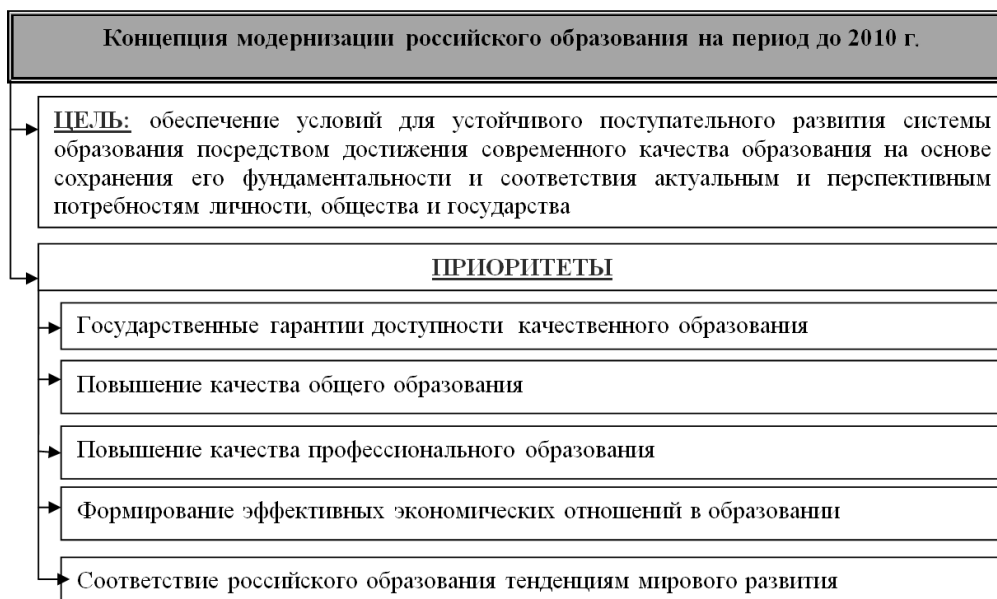 Концепция модернизации российского образования на период до 2010 г.
ЦЕЛЬ: обеспечение условий для устойчивого поступательного развития системы
образования посредством достижения современного качества образования на основе
сохранения его фундаментальности и соответствия актуальным и перспективным
потребностям личности, общества и государства
ПРИОРИТЕТЫ
Государственные гарантии доступности качественного образования
Повышение качества общего образования
Повышение качества профессионального образования
Формирование эффективных экономических отношений в образовании
Соответствие российского образования тенденциям мирового развития